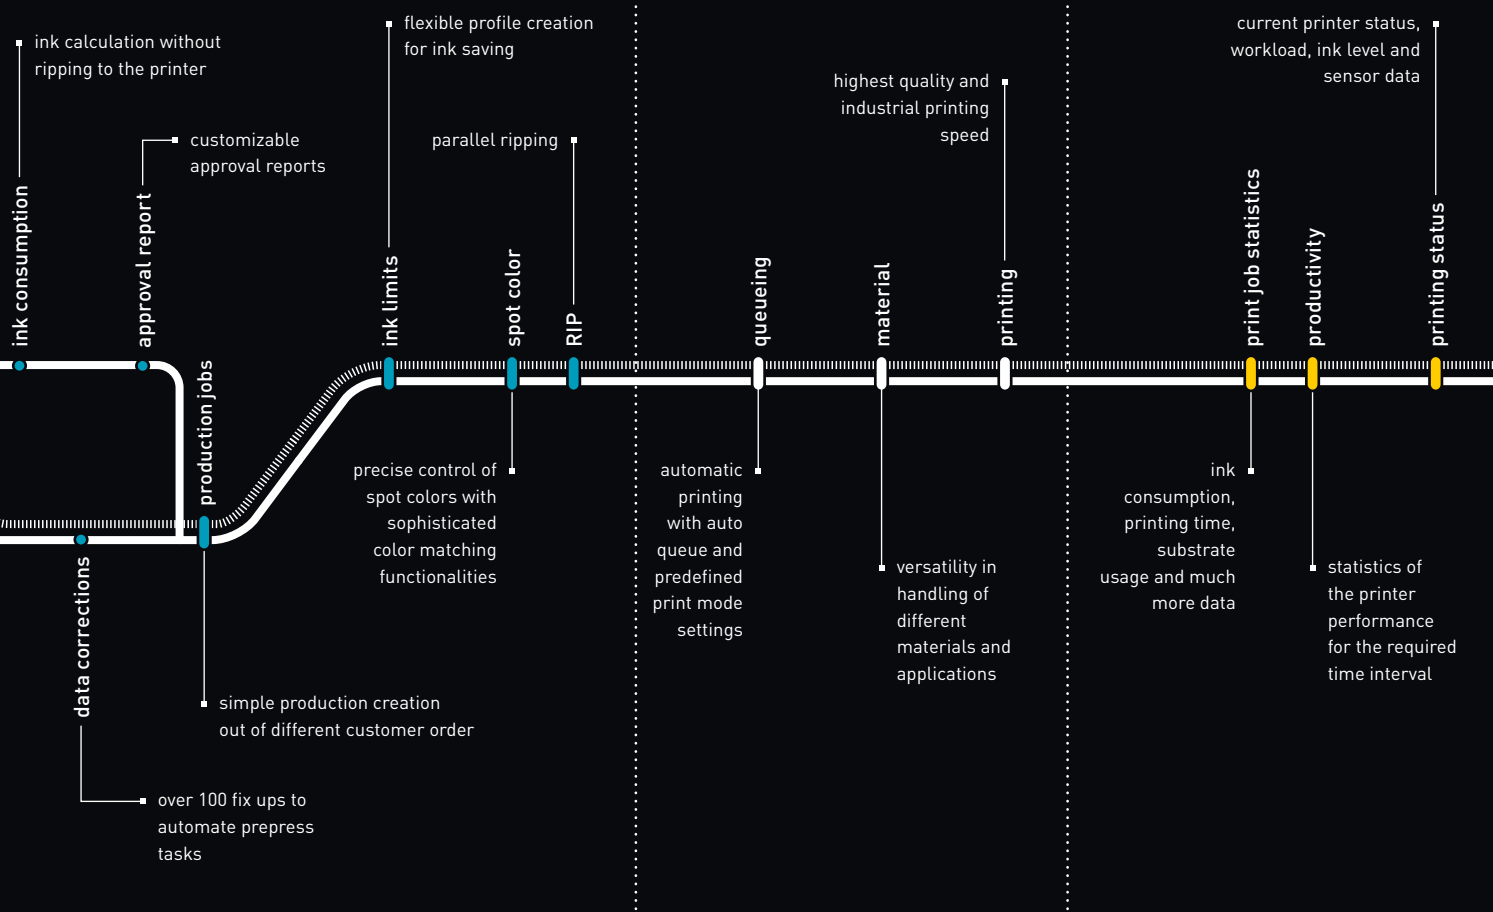 ink calculation without
ripping to the printer
ink consumption
customizable
approval reports
approval report
flexible profile creation
for ink saving
ink limits
parallel ripping
RIP
spot color
precise control of
spot colors with
sophisticated
color matching
functionalities
production jobs
simple production creation
out of different customer order
data corrections
over 100 fix ups to
automate prepress
tasks
queueing
automatic
printing
with auto
queue and
predefined
print mode
settings
material
versatility in
handling of
different
materials and
applications
highest quality and
industrial printing
speed
printing
print job statistics
ink
consumption,
printing time,
substrate
usage and much
more data
productivity
statistics of
the printer
performance
for the required
time interval
current printer status,
workload, ink level and
sensor data
printing status